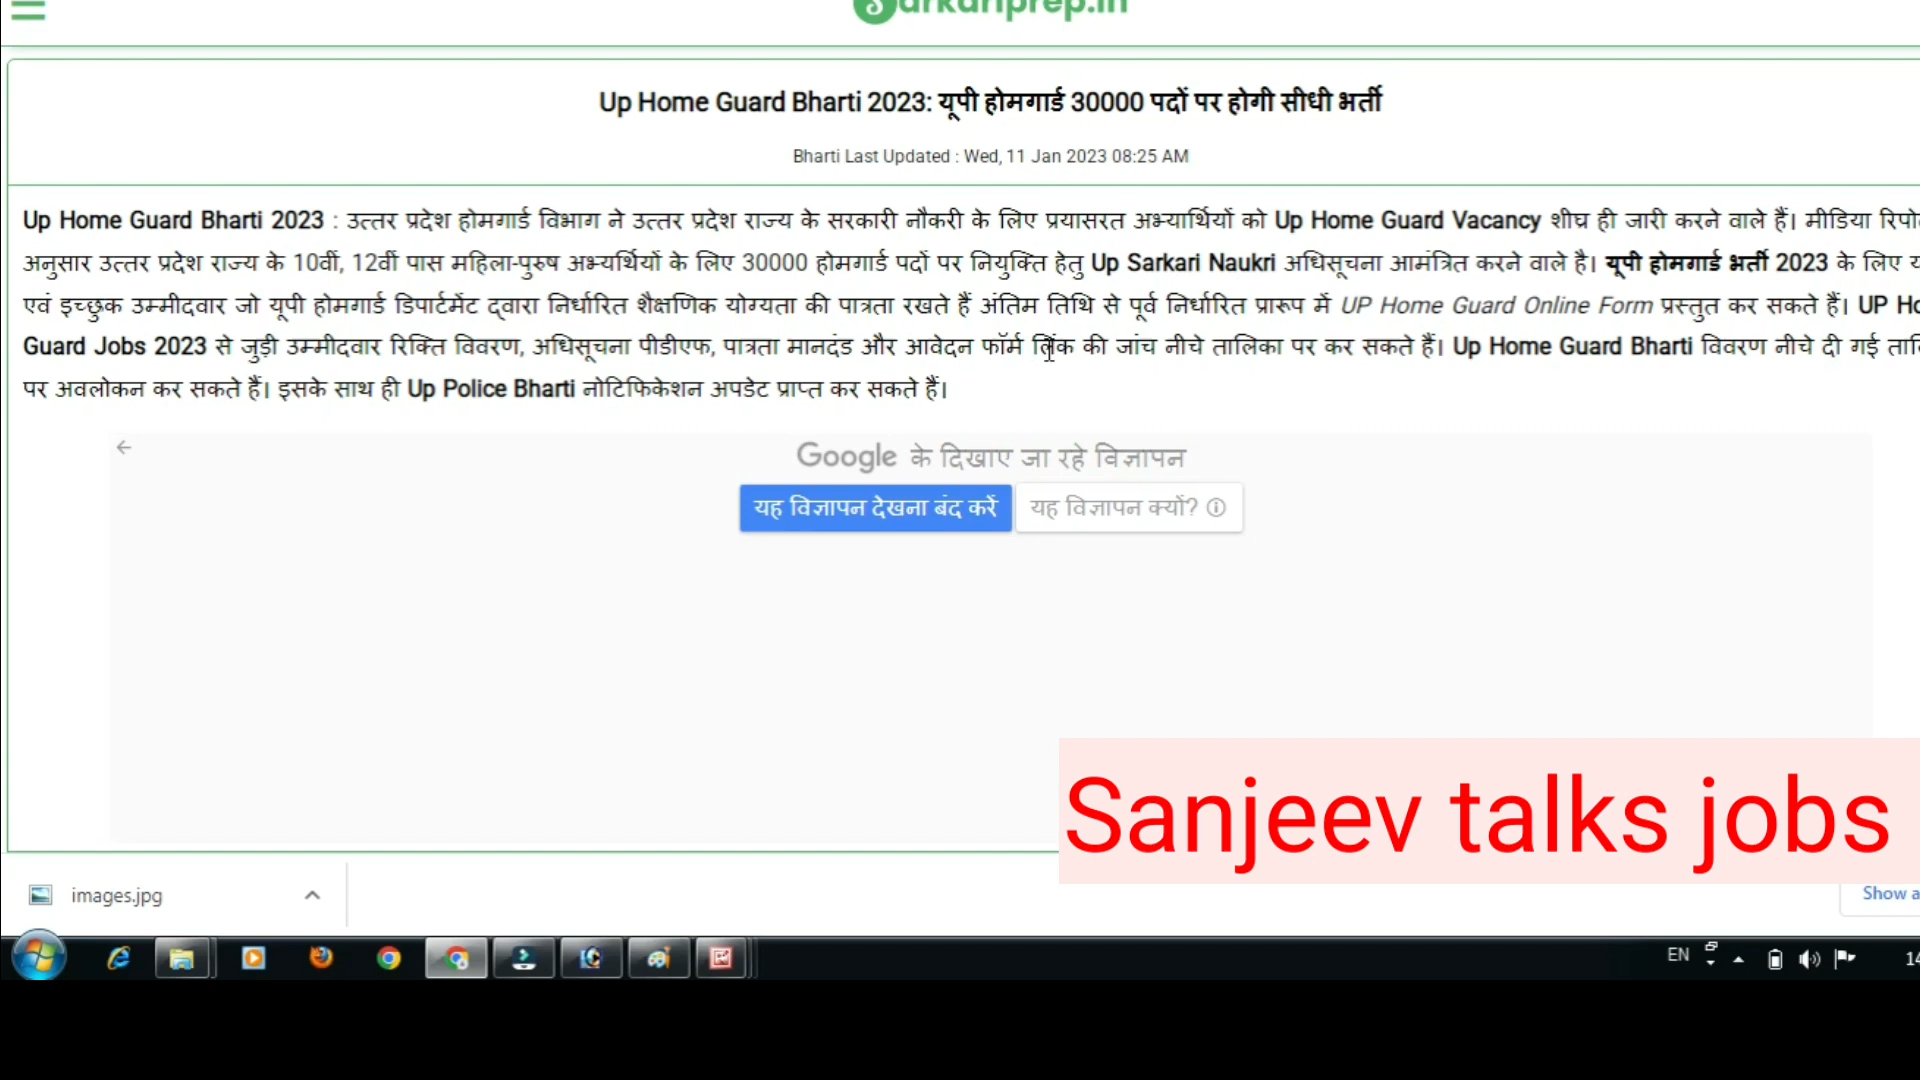 Sarkariprep.in
Up Home Guard Bharti 2023: यूपी होमगार्ड 30000 पदों पर होगी सीधी भर्ती
Bharti Last Updated : Wed, 11 Jan 2023 08:25 AM
Up Home Guard Bharti 2023 : उत्तर प्रदेश होमगार्ड विभाग ने उत्तर प्रदेश राज्य के सरकारी नौकरी के लिए प्रयासरत अभ्यार्थियों को Up Home Guard Vacancy शीघ्र ही जारी करने वाले हैं। मीडिया
अनुसार उत्तर प्रदेश राज्य के 10वीं, 12वीं पास महिला-पुरुष अभ्यर्थियों के लिए 30000 होमगार्ड पदों पर नियुक्ति हेतु Up Sarkari Naukri अधिसूचना आमंत्रित करने वाले है। यूपी होमगार्ड भर्ती 2023 के लिए
एवं इच्छुक उम्मीदवार जो यूपी होमगार्ड डिपार्टमेंट द्वारा निर्धारित शैक्षणिक योग्यता की पात्रता रखते हैं अंतिम तिथि से पूर्व निर्धारित प्रारूप में UP Home Guard Online Form प्रस्तुत कर सकते हैं। UP
Guard Jobs 2023 से जुड़ी उम्मीदवार रिक्ति विवरण, अधिसूचना पीडीएफ, पात्रता मानदंड और आवेदन फॉर्म लिंक की जांच नीचे तालिका पर कर सकते हैं। Up Home Guard Bharti विवरण नीचे दी गई
पर अवलोकन कर सकते हैं। इसके साथ ही Up Police Bharti नोटिफिकेशन अपडेट प्राप्त कर सकते हैं।
Google के दिखाए जा रहे विज्ञापन
यह विज्ञापन देखना बंद करें यह विज्ञापन क्यों?
Sanjeev talks jobs
images.jpg
Show
EN